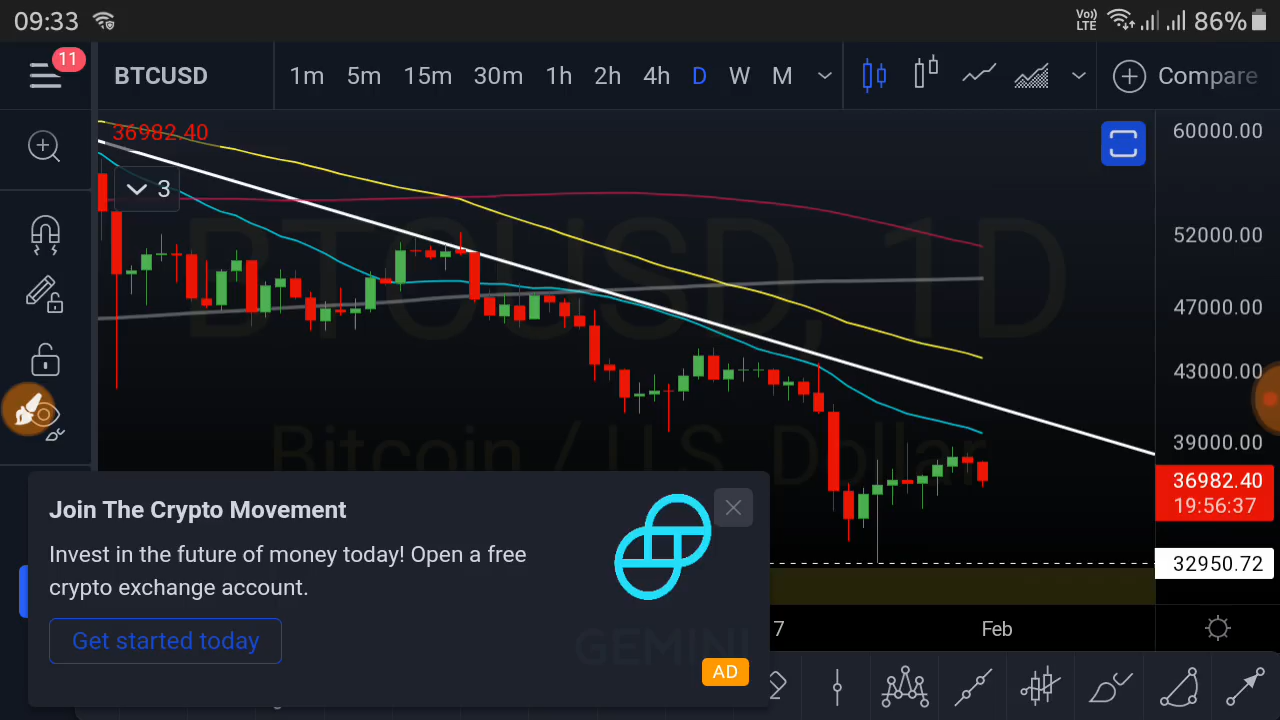 09:33
Vo))
LTE
86%
11
BTCUSD
1m 5m 15m 30m 1h 2h 4h D W M
Compare
36982.40
3
60000.00
52000.00
47000.00
43000.00
39000.00
36982.40
19:56:37
32950.72
BTCUSD, 1D
Bitcoin / U.S. Dollar
Join The Crypto Movement
Invest in the future of money today! Open a free
crypto exchange account.
Get started today
GEMINI
AD
7
Feb